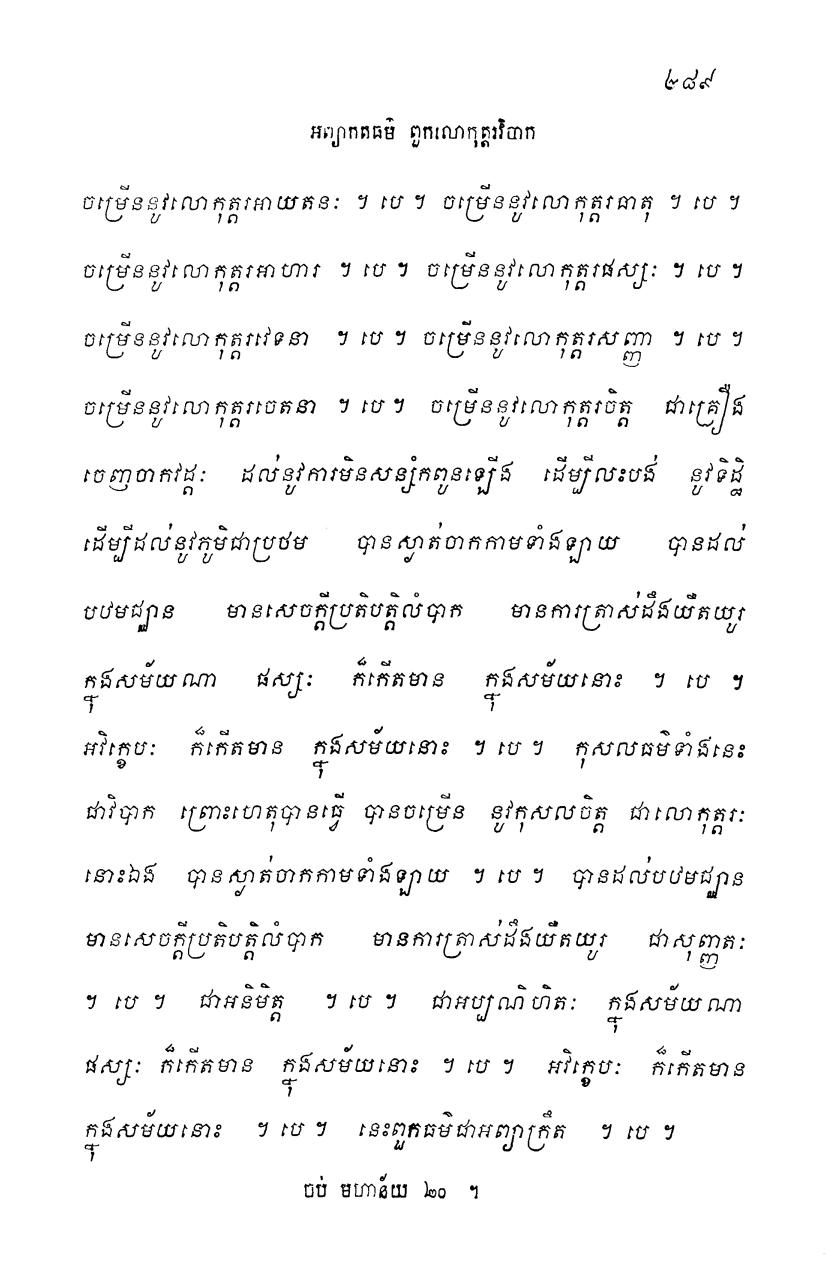 ២៨៩
អព្យាកតធម៌ ពួកលោកុត្តរវិបាក
ចម្រើននូវលោកុត្តរអាយតនៈ ។ បេ ។ ចម្រើននូវលោកុត្តរធាតុ ។ បេ ។
ចម្រើននូវលោកុត្តរអាហារ ។ បេ ។ ចម្រើននូវលោកុត្តរផស្សៈ ។ បេ ។
ចម្រើននូវលោកុត្តរវេទនា ។ បេ ។ ចម្រើននូវលោកុត្តរសញ្ញា ។ បេ ។
ចម្រើននូវលោកុត្តរចេតនា ។ បេ។ ចម្រើននូវលោកុត្តរចិត្ត ជាគ្រឿង
ចេញចាកវដ្តៈ ដល់នូវការមិនសន្សំកពូនឡើង ដើម្បីលះបង់ នូវទិដ្ឋិ
ដើម្បីដល់នូវភូមិជាប្រថម បានស្ងាត់ចាកកាមទាំងឡាយ បានដល់
បឋមជ្ឈាន មានសេចក្តីប្រតិបត្តិលំបាក មានការត្រាស់ដឹងយឺតយូរ
ក្នុងសម័យណា ផស្សៈ ក៏កើតមាន ក្នុងសម័យនោះ ។ បេ ។
អវិក្ខេបៈ ក៏កើតមាន ក្នុងសម័យនោះ ។ បេ ។ កុសលធម៌ទាំងនេះ
ជាវិបាក ព្រោះហេតុបានធ្វើ បានចម្រើន នូវកុសលចិត្ត ជាលោកុត្តរៈ
នោះឯង បានស្ងាត់ចាកកាមទាំងឡាយ ។ បេ ។ បានដល់បឋមជ្ឈាន
មានសេចក្តីប្រតិបត្តិលំបាក មានការត្រាស់ដឹងយឺតយូរ ជាសុញ្ញតៈ
។ បេ ។ ជាអនិមិត្ត ។ បេ ។ ជាអប្បណិហិតៈ ក្នុងសម័យណា
ផស្សៈ ក៏កើតមាន ក្នុងសម័យនោះ ។ បេ ។ អវិក្ខេបៈ ក៏កើតមាន
ក្នុងសម័យនោះ ។ បេ ។ នេះពួកធម៌ជាអព្យាក្រឹត ។ បេ ។
ចប់ មហាន័យ ២០ ។